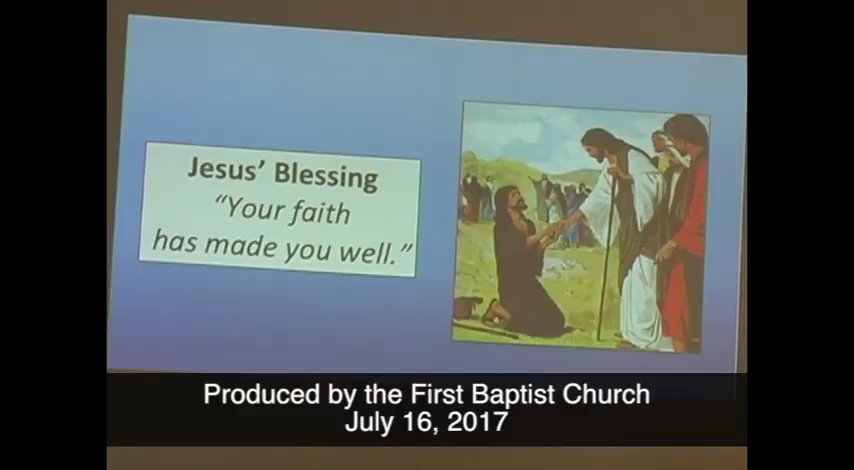 Jesus’ Blessing
“Your faith
has made you well.”
Produced by the First Baptist Church
July 16, 2017